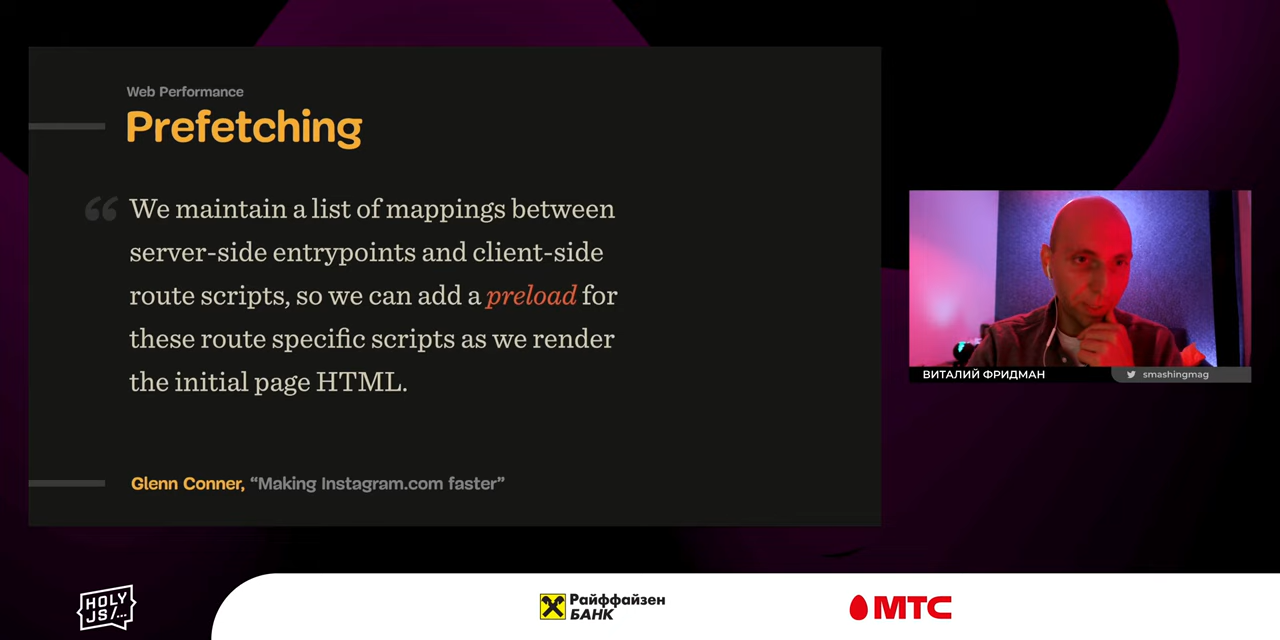 Web Performance
Prefetching
“ We maintain a list of mappings between
server-side entrypoints and client-side
route scripts, so we can add a preload for
these route specific scripts as we render
the initial page HTML.
Glenn Conner, “Making Instagram.com faster”
ВИТАЛИЙ ФРИДМАН
smashingmag
HOLY
JS/...
Райффайзен
БАНК
МТС